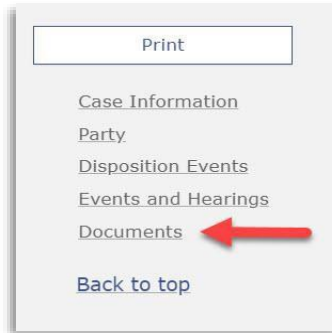 Print
Case Information
Party
Disposition Events
Events and Hearings
Documents
Back to top